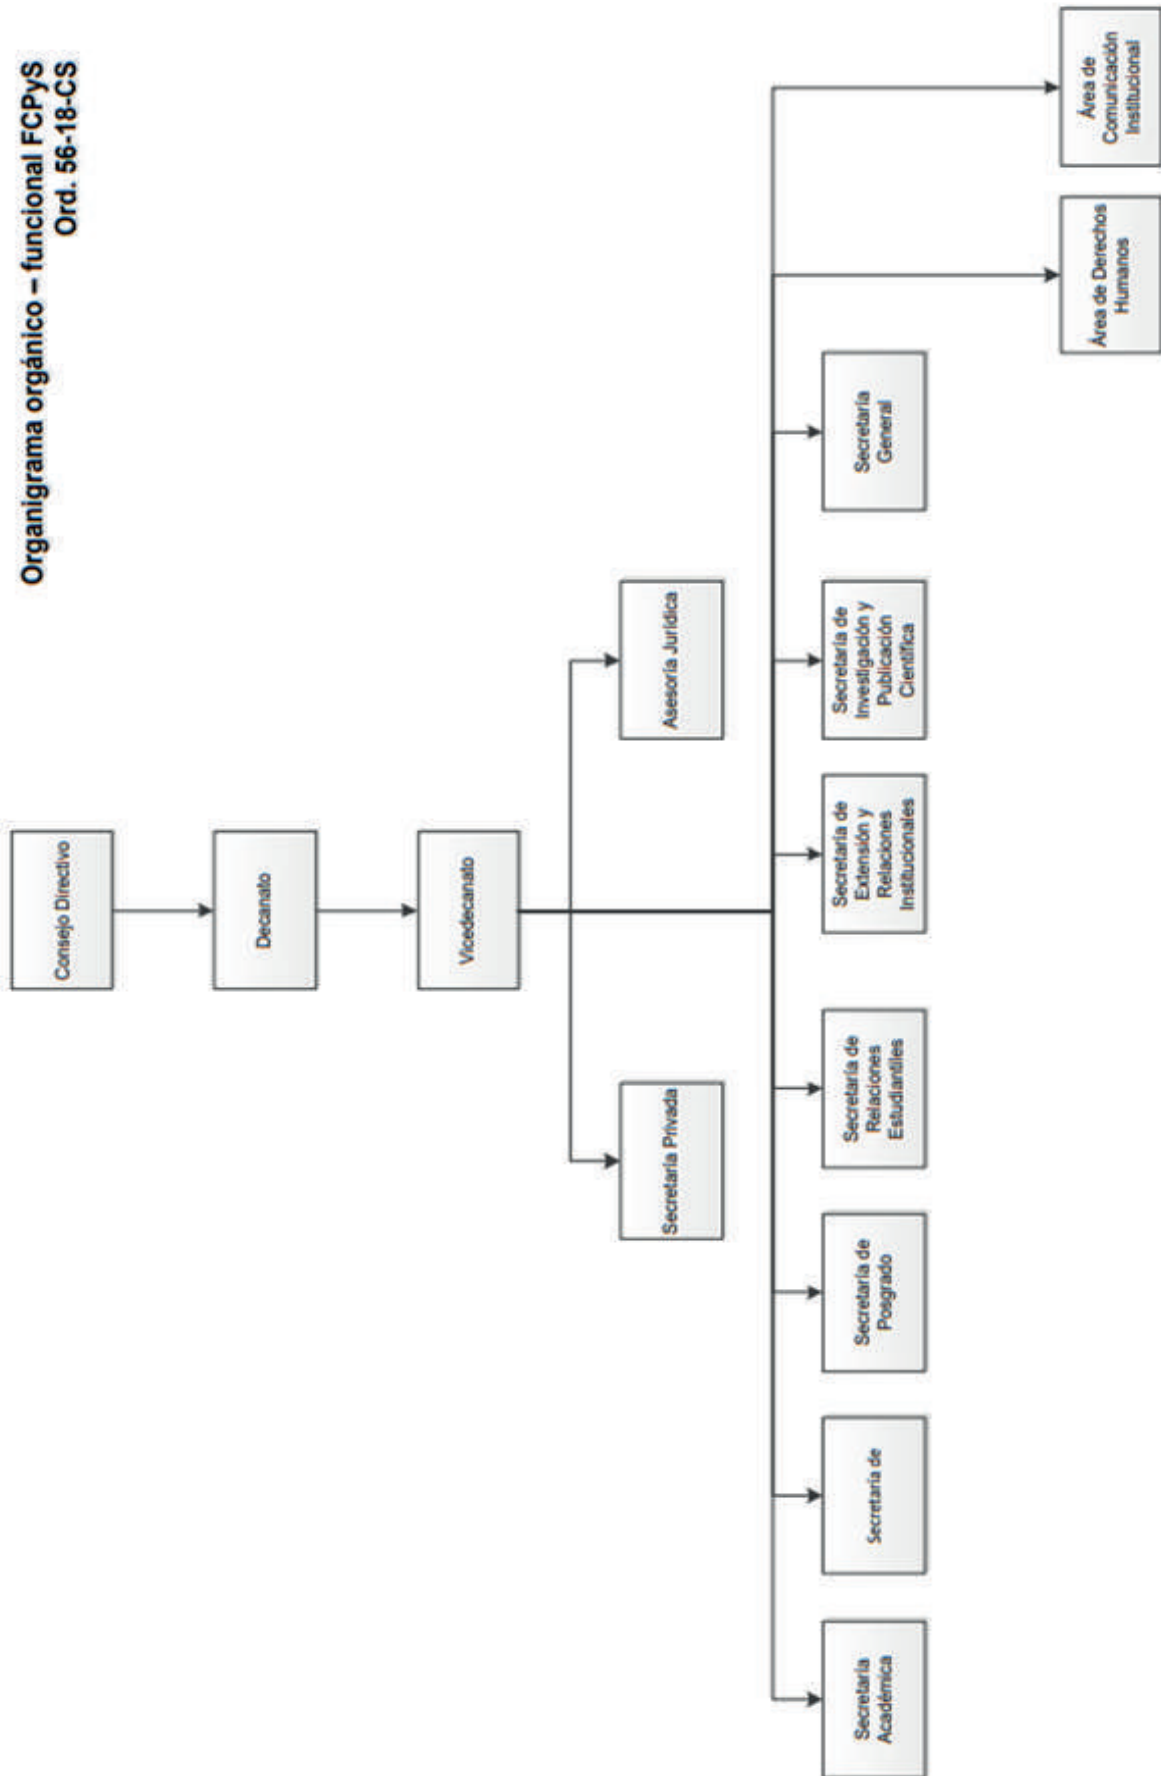 Organigrama orgánico – funcional FCPyS
Ord. 56-18-CS
Consejo Directivo
Decanato
Vicedecanato
Secretaría Privada
Asesoría Jurídica
Secretaría
Académica
Secretaría de
Secretaría de
Posgrado
Secretaría de
Relaciones
Estudiantiles
Secretaría de
Extensión y
Relaciones
Institucionales
Secretaría de
Investigación y
Publicación
Científica
Secretaría
General
Área de Derechos
Humanos
Área de
Comunicación
Institucional